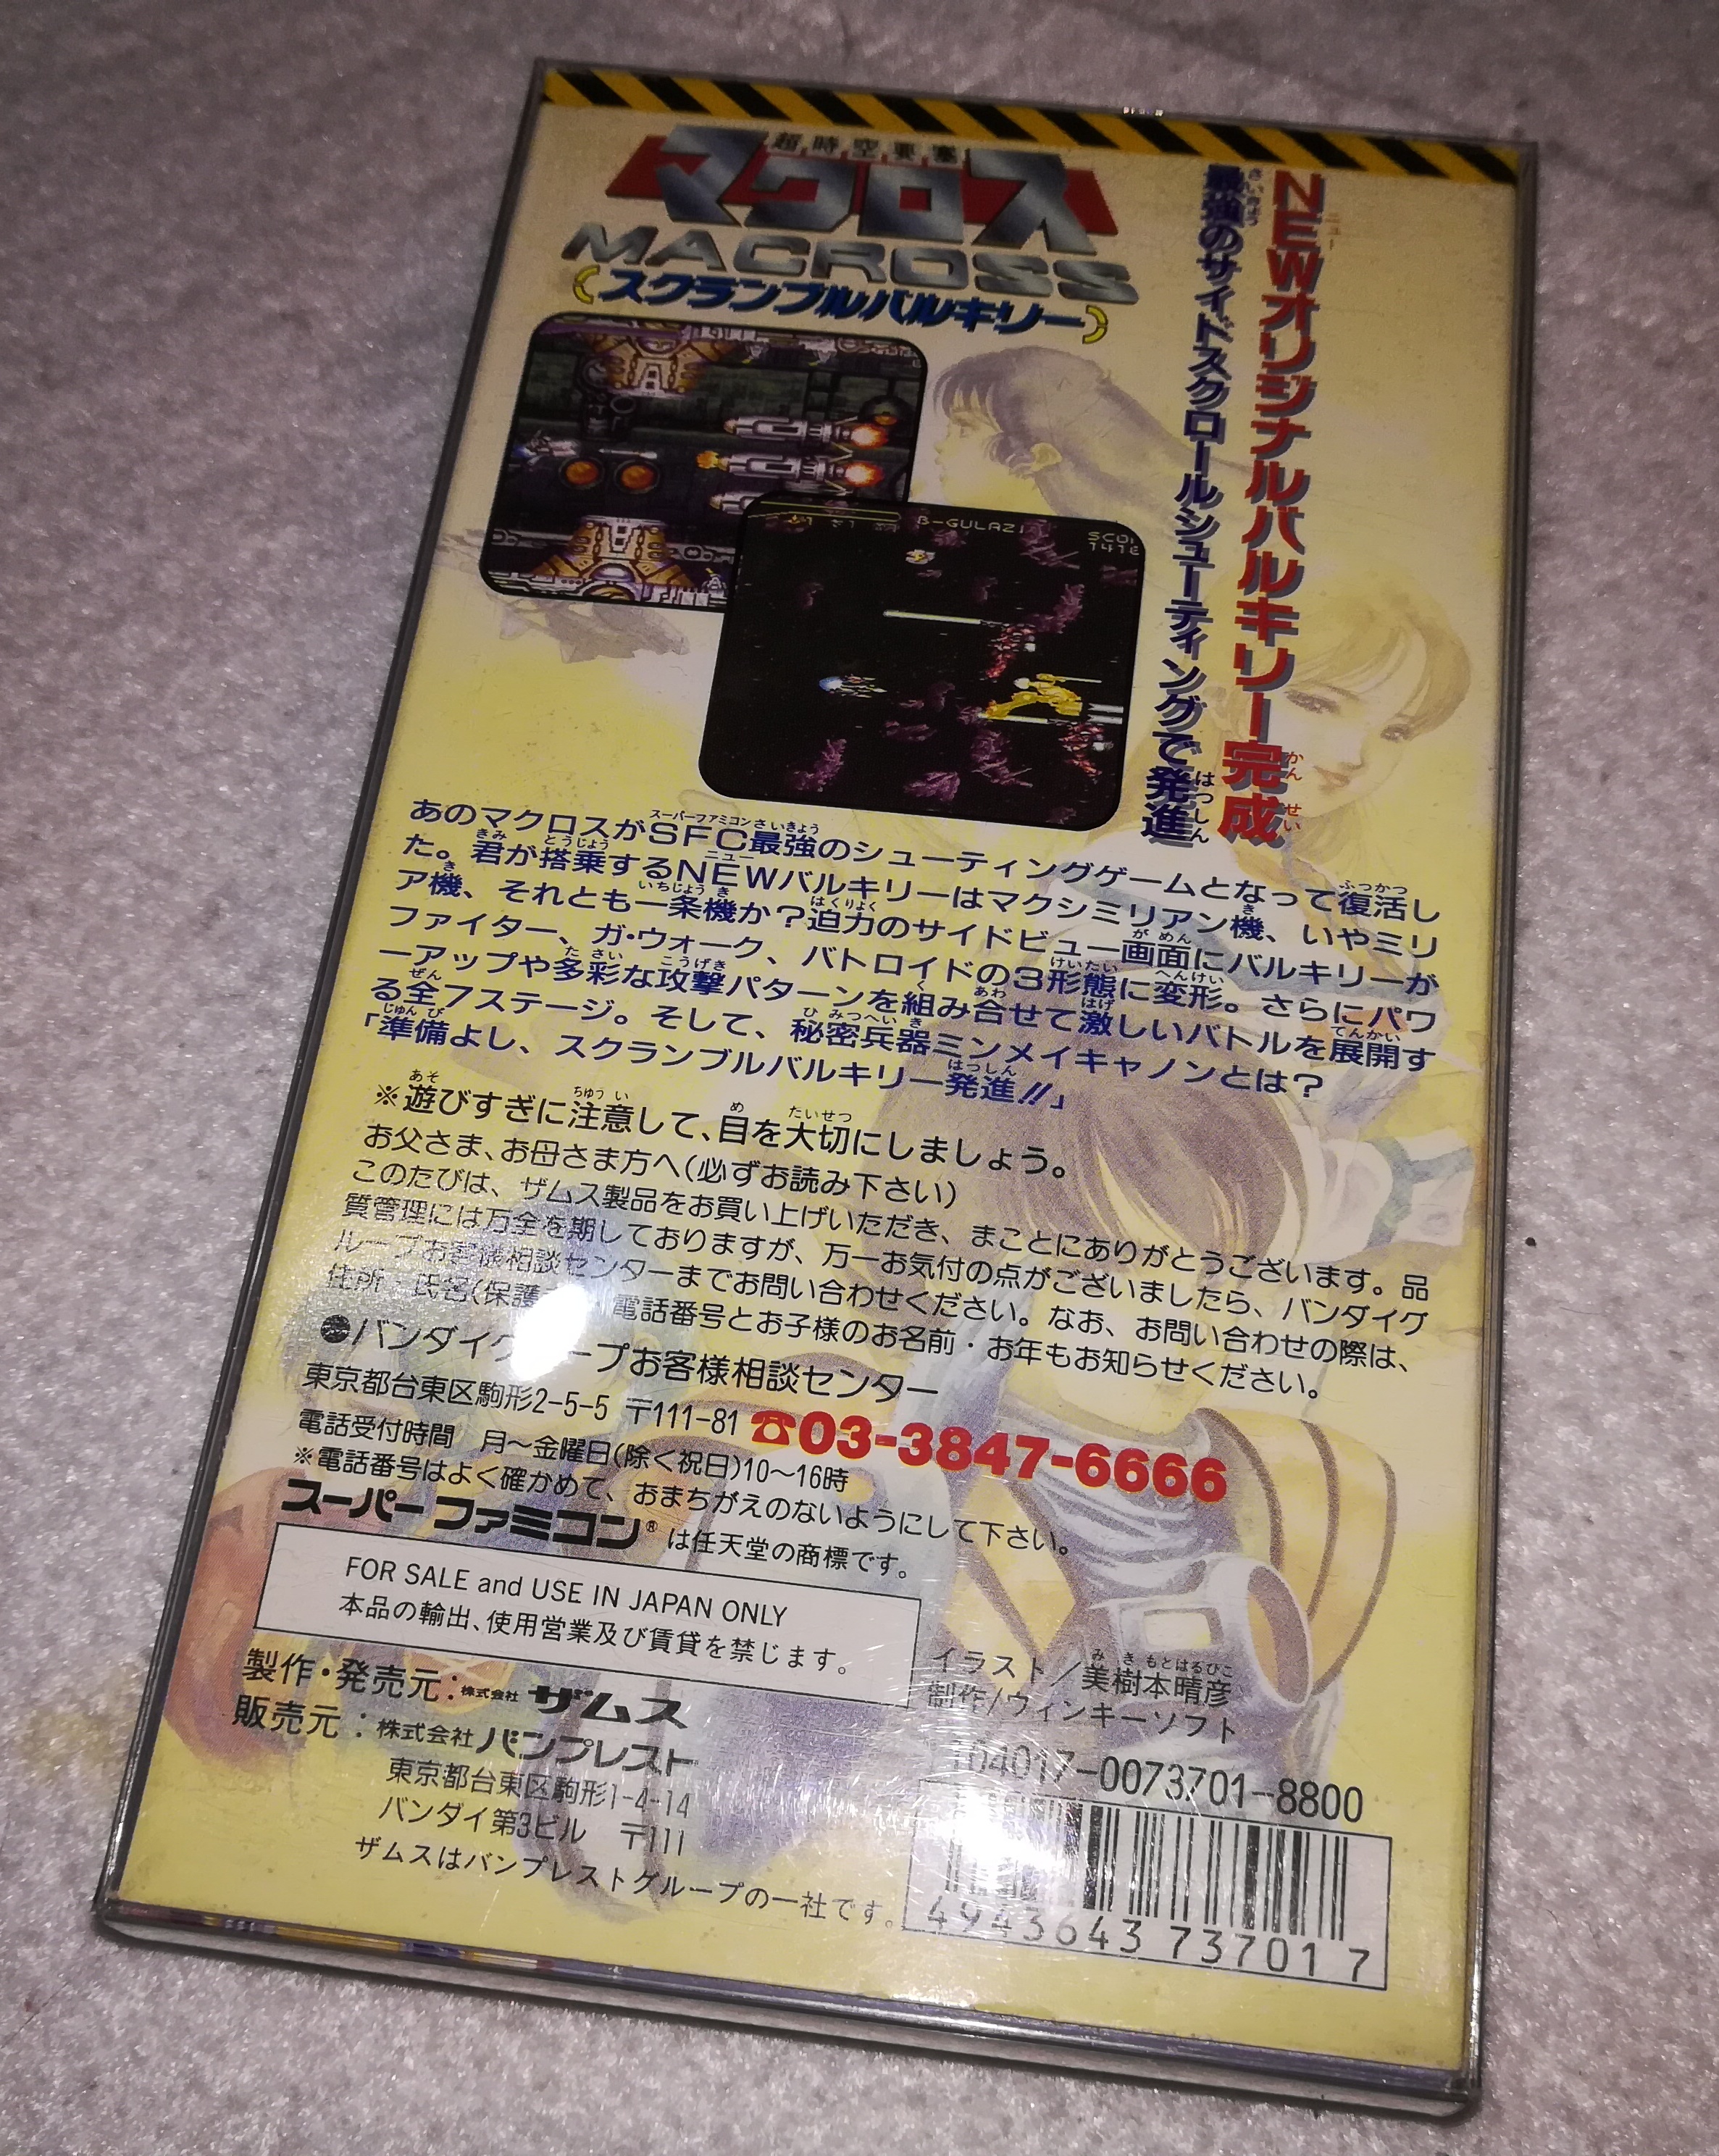 超時空要塞
マクロス
MACROSS
スクランブルバルキリー
NEWオリジナルバルキリー完成
最強のサイドスクロールシューティングで発進
B-GULAZI
あのマクロスがSFC最強のシューティングゲームとなって復活し
た。君が搭乗するNEWバルキリーはマクシミリアン機、いやミリ
ア機、それとも一条機か?迫力のサイドビュー画面にバルキリーが
ファイター、ガ・ウォーク、バトロイドの3形態に変形。さらにパワ
ーアップや多彩な攻撃パターンを組み合せて激しいバトルを展開す
る全7ステージ。そして、秘密兵器ミンメイキャノンとは?
「準備よし、スクランブルバルキリー発進!!」
※遊びすぎに注意して、目を大切にしましょう。
お父さま、お母さま方へ(必ずお読み下さい)
このたびは、ザムス製品をお買い上げいただき、まことにありがとうございます。品
質管理には万全を期しておりますが、万一お気付の点がございましたら、バンダイグ
ループお客様相談センターまでお問い合わせください。なお、お問い合わせの際は、
住所・氏名(保護 電話番号とお子様のお名前・お年もお知らせください。
●バンダイグループお客様相談センター
東京都台東区駒形2-5-5 〒111-81 ☎03-3847-6666
電話受付時間 月〜金曜日(除く祝日)10〜16時
※電話番号はよく確かめて、おまちがえのないようにして下さい。
スーパーファミコン®は任天堂の商標です。
FOR SALE and USE IN JAPAN ONLY
本品の輸出、使用営業及び賃貸を禁じます。
製作・発売元:株式会社 ザムス
販売元:株式会社 バンプレスト
東京都台東区駒形1-4-14
バンダイ第3ビル 〒111
ザムスはバンプレストグループの一社です。
イラスト/美樹本晴彦
制作/ウィンキーソフト
104017-0073701-8800
4943643737017